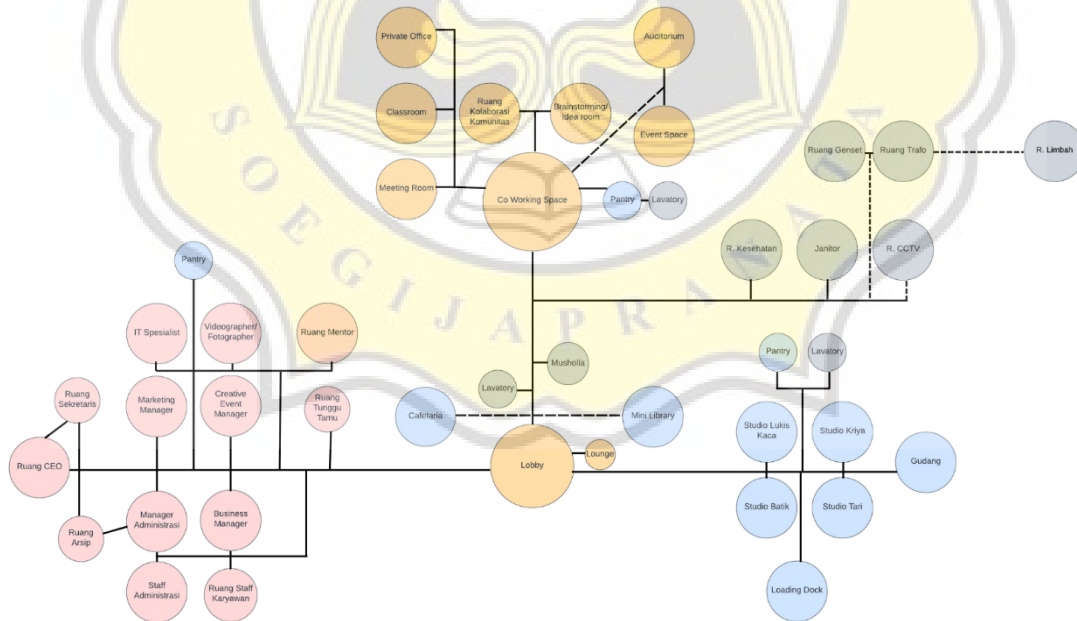 Private Office
Auditorium
Classroom
Ruang
Kolaborasi
Komunitas
Brainstorming/
Idea room
Event Space
Ruang Genset
Ruang Trafo
R. Limbah
Meeting Room
Co Working Space
Pantry
Lavatory
R. Kesehatan
Janitor
R. CCTV
Pantry
SOEGIJAPRANATA
IT Spesialist
Videographer/
Fotographer
Ruang Mentor
Musholla
Pantry
Lavatory
Lavatory
Ruang
Sekretaris
Marketing
Manager
Creative
Event
Manager
Ruang
Tunggu
Tamu
Cafetaria
Mini Library
Studio Lukis
Kaca
Studio Kriya
Ruang CEO
Lobby
Lounge
Gudang
Ruang
Arsip
Manager
Administrasi
Business
Manager
Studio Batik
Studio Tari
Staff
Administrasi
Ruang Staff
Karyawan
Loading Dock